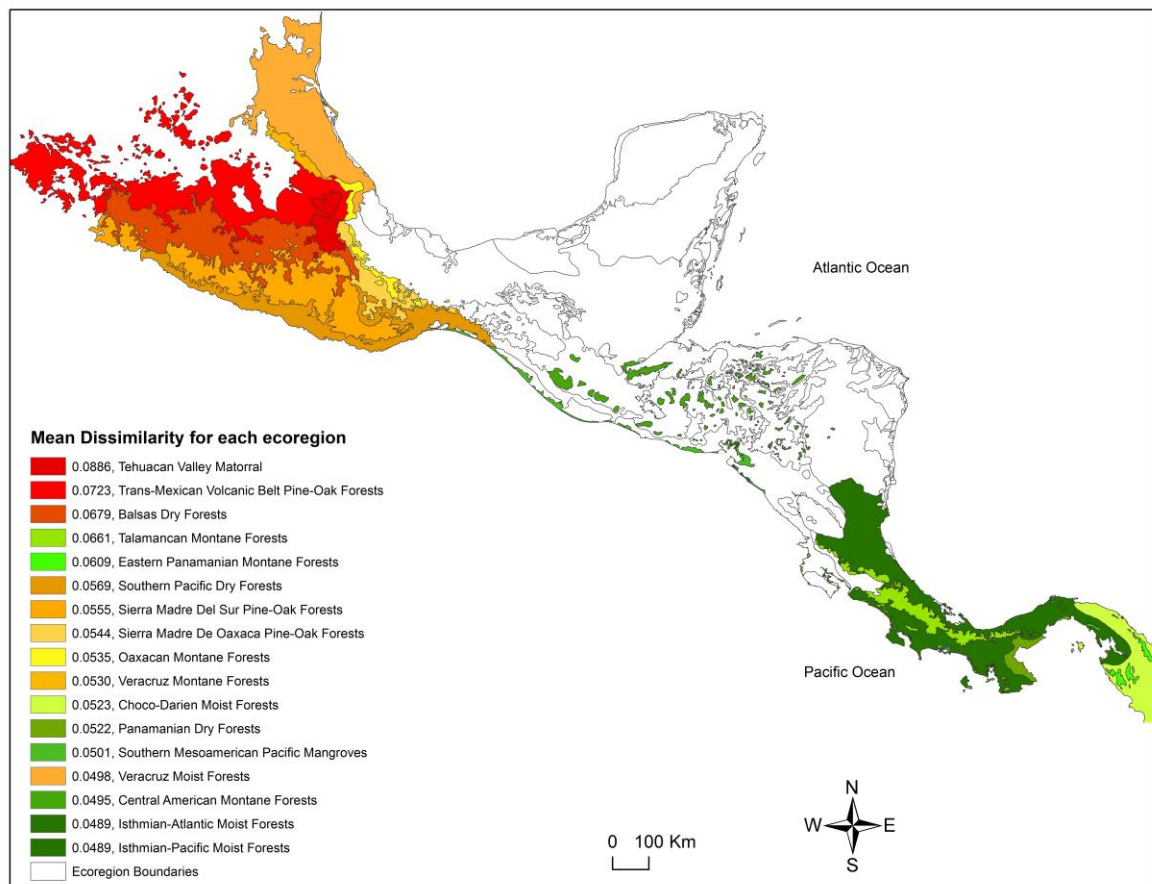 Atlantic Ocean
Mean Dissimilarity for each ecoregion
0.0886, Tehuacan Valley Matorral
0.0723, Trans-Mexican Volcanic Belt Pine-Oak Forests
0.0679, Balsas Dry Forests
0.0661, Talamancan Montane Forests
0.0609, Eastern Panamanian Montane Forests
0.0569, Southern Pacific Dry Forests
0.0555, Sierra Madre Del Sur Pine-Oak Forests
0.0544, Sierra Madre De Oaxaca Pine-Oak Forests
0.0535, Oaxacan Montane Forests
0.0530, Veracruz Montane Forests
0.0523, Choco-Darien Moist Forests
0.0522, Panamanian Dry Forests
0.0501, Southern Mesoamerican Pacific Mangroves
0.0498, Veracruz Moist Forests
0.0495, Central American Montane Forests
0.0489, Isthmian-Atlantic Moist Forests
0.0489, Isthmian-Pacific Moist Forests
Ecoregion Boundaries
Pacific Ocean
0 100 Km
N
W E
S